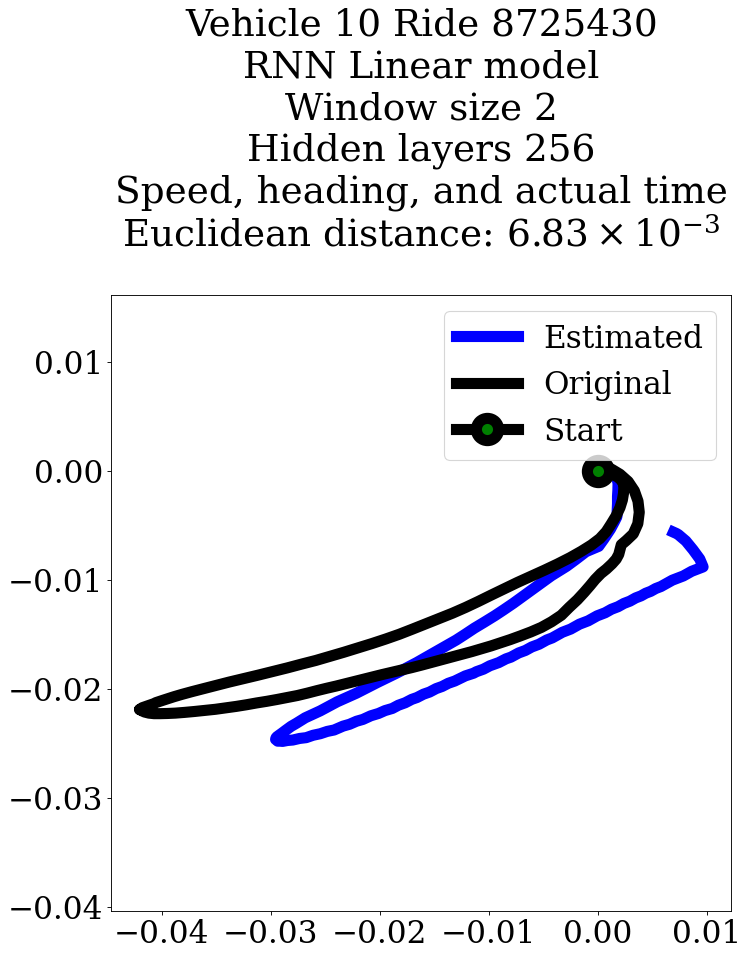 Vehicle 10 Ride 8725430
RNN Linear model
Window size 2
Hidden layers 256
Speed, heading, and actual time
Euclidean distance: 6.83 × 10⁻³
Estimated
Original
Start
0.01
0.00
−0.01
−0.02
−0.03
−0.04
−0.04 −0.03 −0.02 −0.01 0.00 0.01